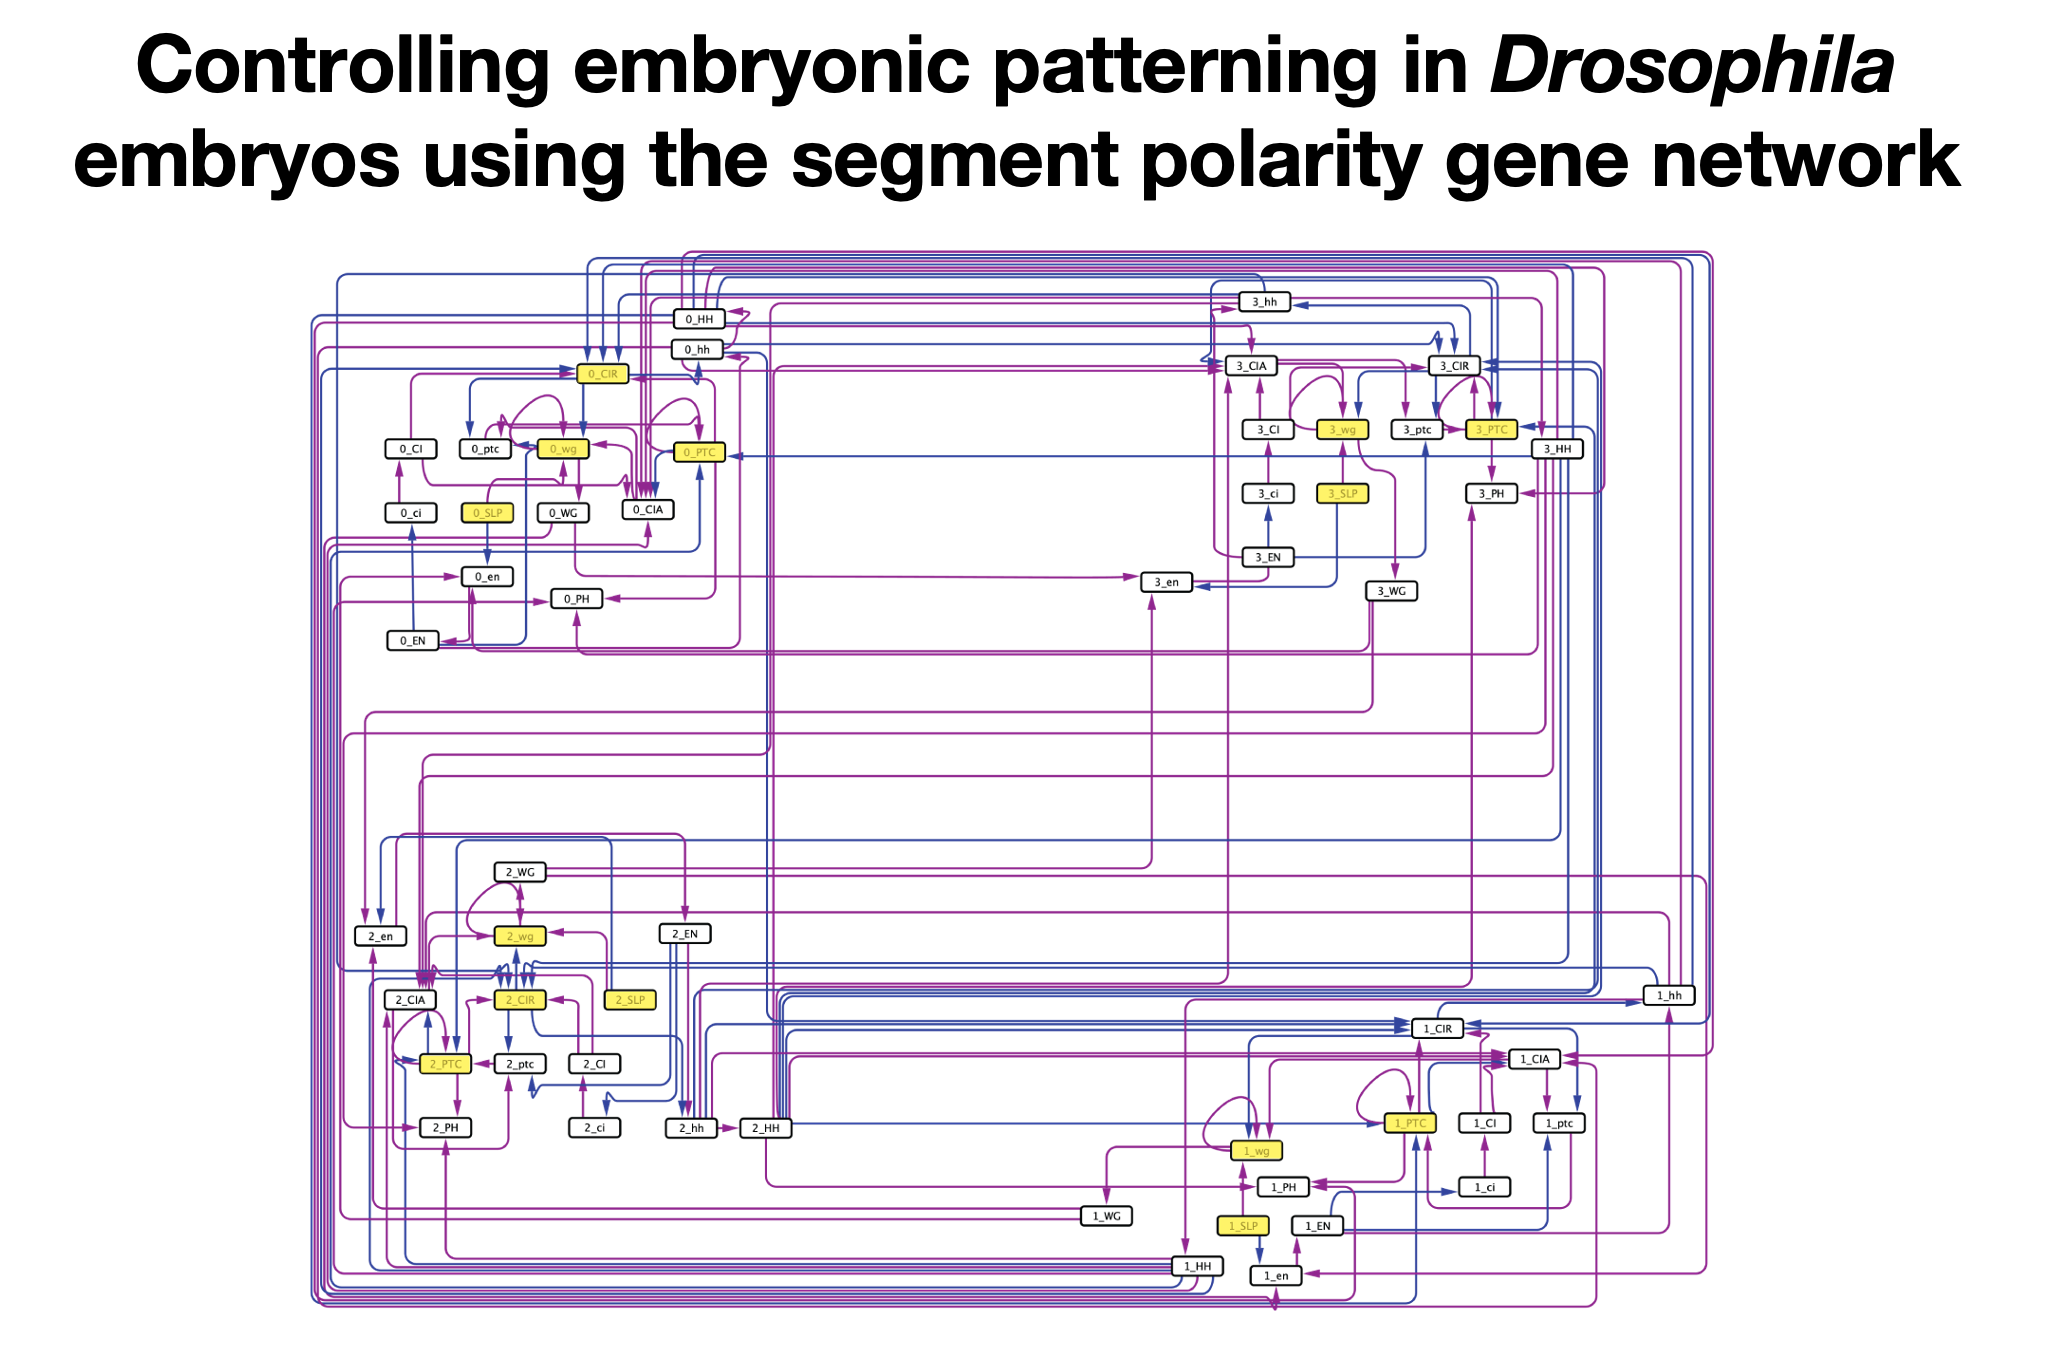 Controlling embryonic patterning in Drosophila
embryos using the segment polarity gene network
3_hh
0_HH
0_hh
0_CIR
3_CIA
3_CIR
0_CI
0_ptc
0_wg
0_PTC
3_CI
3_wg
3_ptc
3_PTC
3_HH
0_ci
0_SLP
0_WG
0_CIA
3_ci
3_SLP
3_PH
0_en
3_EN
3_en
0_PH
3_WG
0_EN
2_WG
2_en
2_wg
2_EN
2_CIA
2_CIR
2_SLP
1_hh
1_CIR
2_PTC
2_ptc
2_CI
1_CIA
2_PH
2_ci
2_hh
2_HH
1_PTC
1_CI
1_ptc
1_wg
1_PH
1_ci
1_WG
1_SLP
1_EN
1_HH
1_en